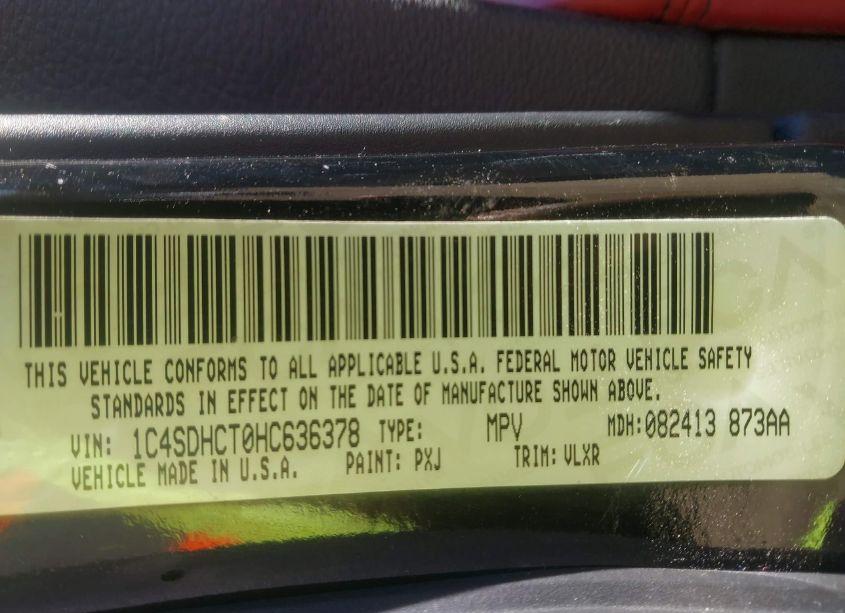 THIS VEHICLE CONFORMS TO ALL APPLICABLE U.S.A. FEDERAL MOTOR VEHICLE SAFETY
STANDARDS IN EFFECT ON THE DATE OF MANUFACTURE SHOWN ABOVE.
VIN: 1C4SDHCT0HC636378 TYPE: MPV MDH:082413 873AA
VEHICLE MADE IN U.S.A. PAINT: PXJ TRIM: VLXR